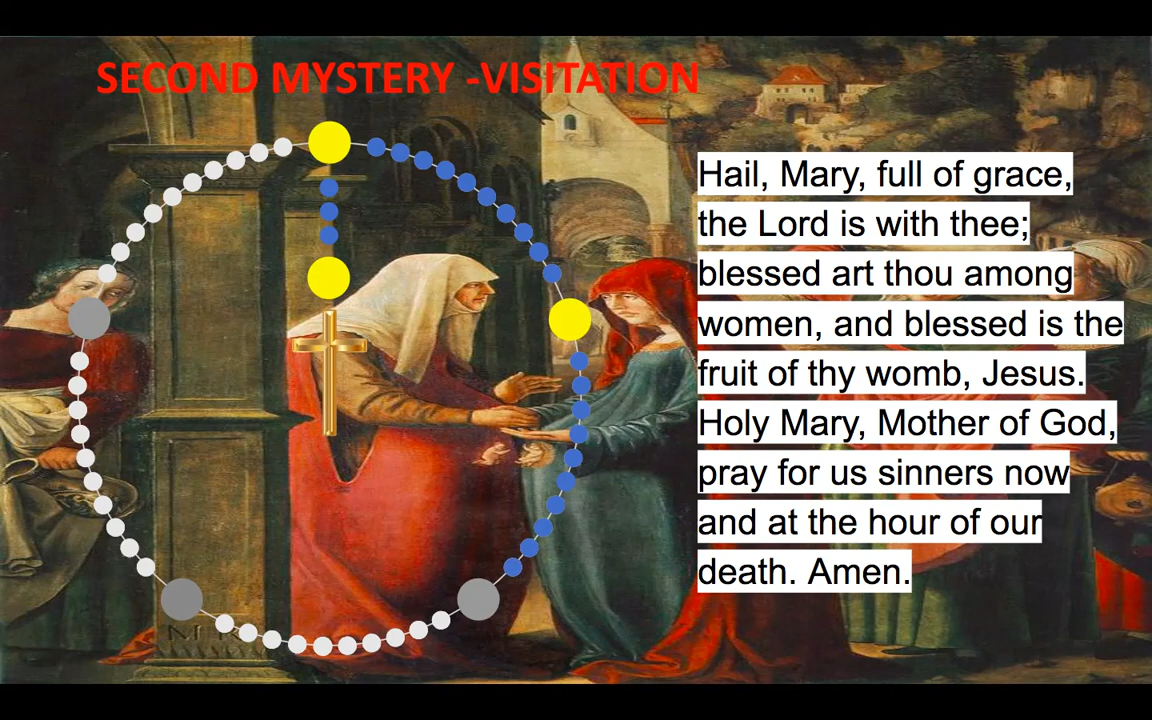 SECOND MYSTERY -VISITATION
Hail, Mary, full of grace,
the Lord is with thee;
blessed art thou among
women, and blessed is the
fruit of thy womb, Jesus.
Holy Mary, Mother of God,
pray for us sinners now
and at the hour of our
death. Amen.